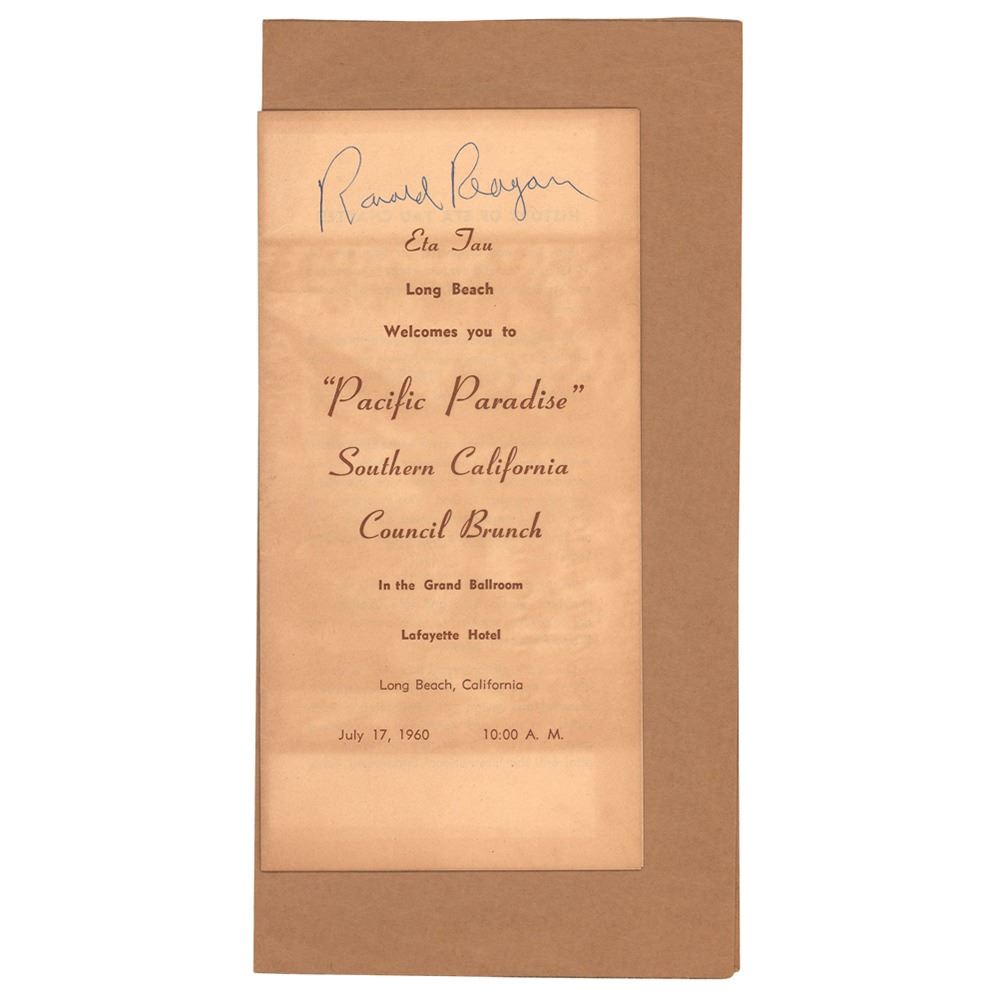 Ronald Reagan
Eta Tau
Long Beach
Welcomes you to
"Pacific Paradise"
Southern California
Council Brunch
In the Grand Ballroom
Lafayette Hotel
Long Beach, California
July 17, 1960 10:00 A. M.